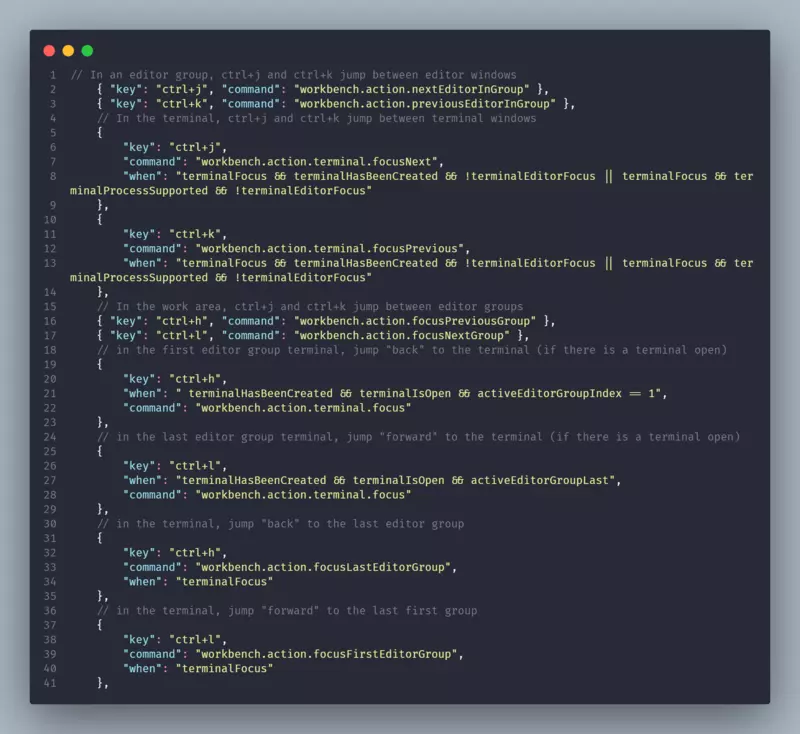 1 // In an editor group, ctrl+j and ctrl+k jump between editor windows
2 { "key": "ctrl+j", "command": "workbench.action.nextEditorInGroup" },
3 { "key": "ctrl+k", "command": "workbench.action.previousEditorInGroup" },
4 // In the terminal, ctrl+j and ctrl+k jump between terminal windows
5 {
6 "key": "ctrl+j",
7 "command": "workbench.action.terminal.focusNext",
8 "when": "terminalFocus && terminalHasBeenCreated && !terminalEditorFocus || terminalFocus && ter
minalProcessSupported && !terminalEditorFocus"
9 },
10 {
11 "key": "ctrl+k",
12 "command": "workbench.action.terminal.focusPrevious",
13 "when": "terminalFocus && terminalHasBeenCreated && !terminalEditorFocus || terminalFocus && ter
minalProcessSupported && !terminalEditorFocus"
14 },
15 // In the work area, ctrl+j and ctrl+k jump between editor groups
16 { "key": "ctrl+h", "command": "workbench.action.focusPreviousGroup" },
17 { "key": "ctrl+l", "command": "workbench.action.focusNextGroup" },
18 // in the first editor group terminal, jump "back" to the terminal (if there is a terminal open)
19 {
20 "key": "ctrl+h",
21 "when": " terminalHasBeenCreated && terminalIsOpen && activeEditorGroupIndex == 1",
22 "command": "workbench.action.terminal.focus"
23 },
24 // in the last editor group terminal, jump "forward" to the terminal (if there is a terminal open)
25 {
26 "key": "ctrl+l",
27 "when": "terminalHasBeenCreated && terminalIsOpen && activeEditorGroupLast",
28 "command": "workbench.action.terminal.focus"
29 },
30 // in the terminal, jump "back" to the last editor group
31 {
32 "key": "ctrl+h",
33 "command": "workbench.action.focusLastEditorGroup",
34 "when": "terminalFocus"
35 },
36 // in the terminal, jump "forward" to the last first group
37 {
38 "key": "ctrl+l",
39 "command": "workbench.action.focusFirstEditorGroup",
40 "when": "terminalFocus"
41 },